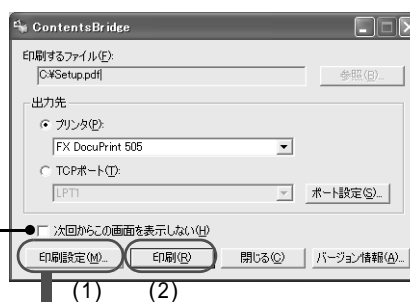 ContentsBridge
印刷するファイル(F):
C:¥Setup.pdf
参照(B)...
出力先
プリンタ(P):
FX DocuPrint 505
TCPポート(T):
LPT1
ポート設定(S)...
次回からこの画面を表示しない(H)
印刷設定(M)... 印刷(R) 閉じる(C) バージョン情報(A)...
(1) (2)